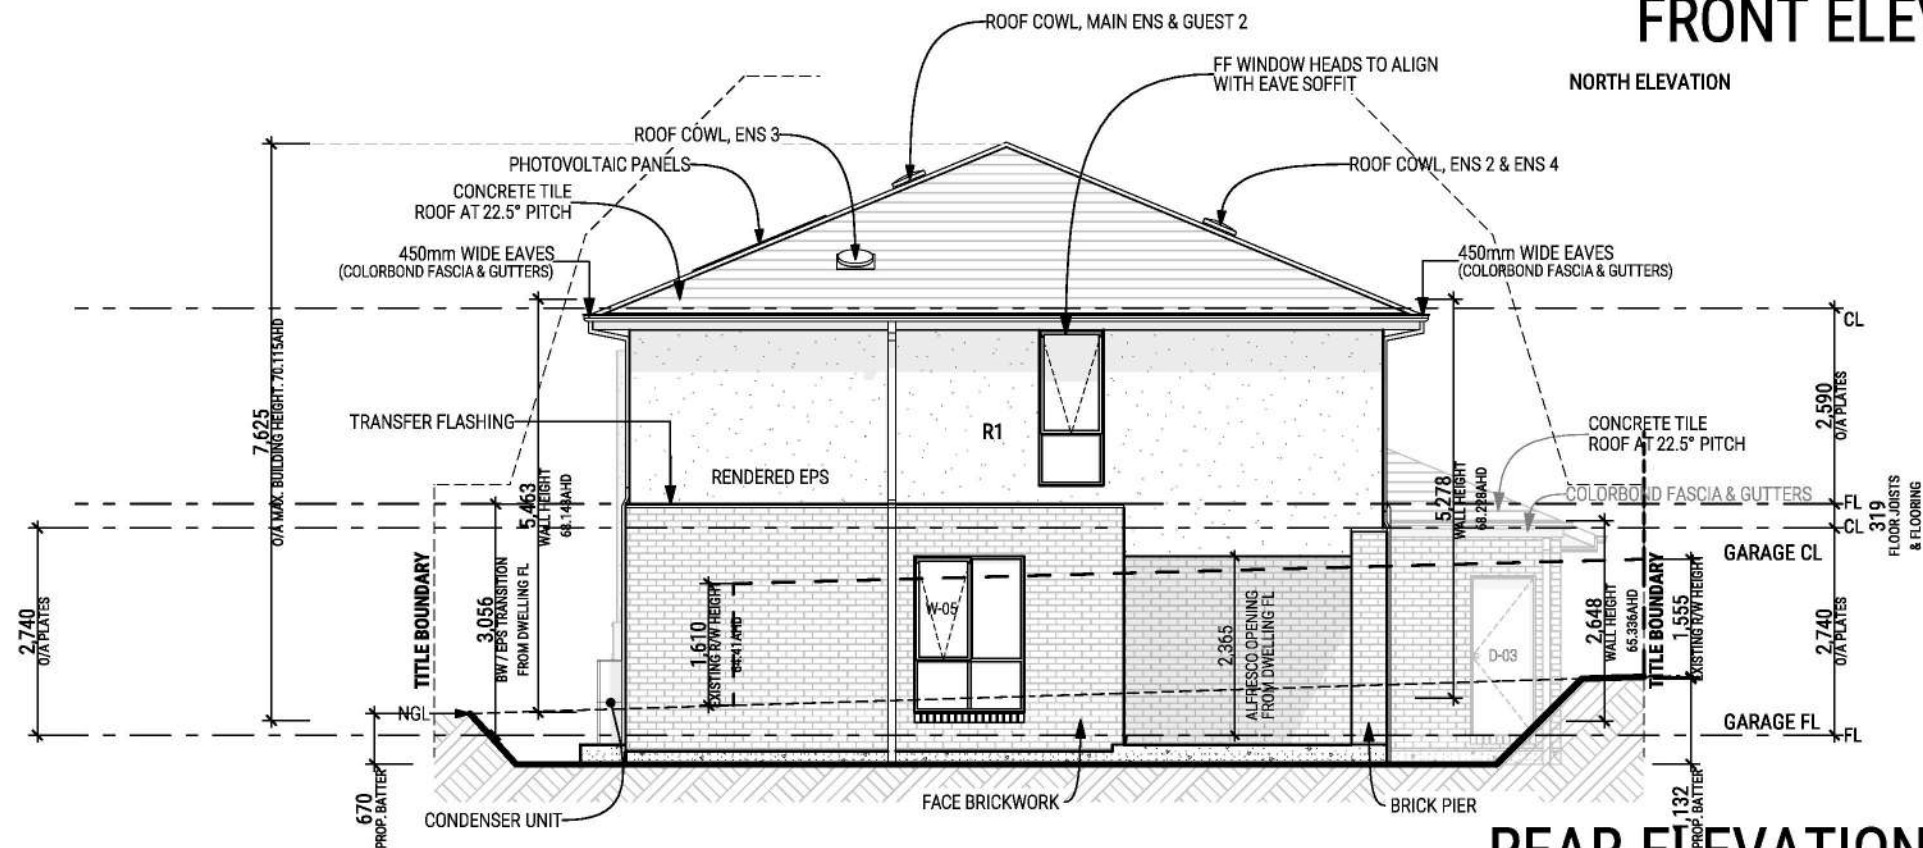 FRONT ELE
NORTH ELEVATION
ROOF COWL, MAIN ENS & GUEST 2
FF WINDOW HEADS TO ALIGN
WITH EAVE SOFFIT
ROOF COWL, ENS 3
PHOTOVOLTAIC PANELS
ROOF COWL, ENS 2 & ENS 4
CONCRETE TILE
ROOF AT 22.5° PITCH
450mm WIDE EAVES
(COLORBOND FASCIA & GUTTERS)
450mm WIDE EAVES
(COLORBOND FASCIA & GUTTERS)
CL
7,625
O/A MAX. BUILDING HEIGHT. 70.115AHD
2,590
O/A PLATES
TRANSFER FLASHING
R1
RENDERED EPS
CONCRETE TILE
ROOF AT 22.5° PITCH
COLORBOND FASCIA & GUTTERS
5,463
WALL HEIGHT
68.143AHD
5,278
WALL HEIGHT
68.228AHD
FL
CL
319
FLOOR JOISTS
& FLOORING
GARAGE CL
2,740
O/A PLATES
TITLE BOUNDARY
3,056
BW / EPS TRANSITION
FROM DWELLING FL
1,610
EXISTING R/W HEIGHT
64.41AHD
W-05
2,365
ALFRESCO OPENING
FROM DWELLING FL
D-03
2,648
WALL HEIGHT
65.336AHD
TITLE BOUNDARY
1,555
EXISTING R/W HEIGHT
2,740
O/A PLATES
NGL
GARAGE FL
FL
670
PROP. BATTER
CONDENSER UNIT
FACE BRICKWORK
BRICK PIER
1,132
PROP. BATTER
REAR ELEVATION